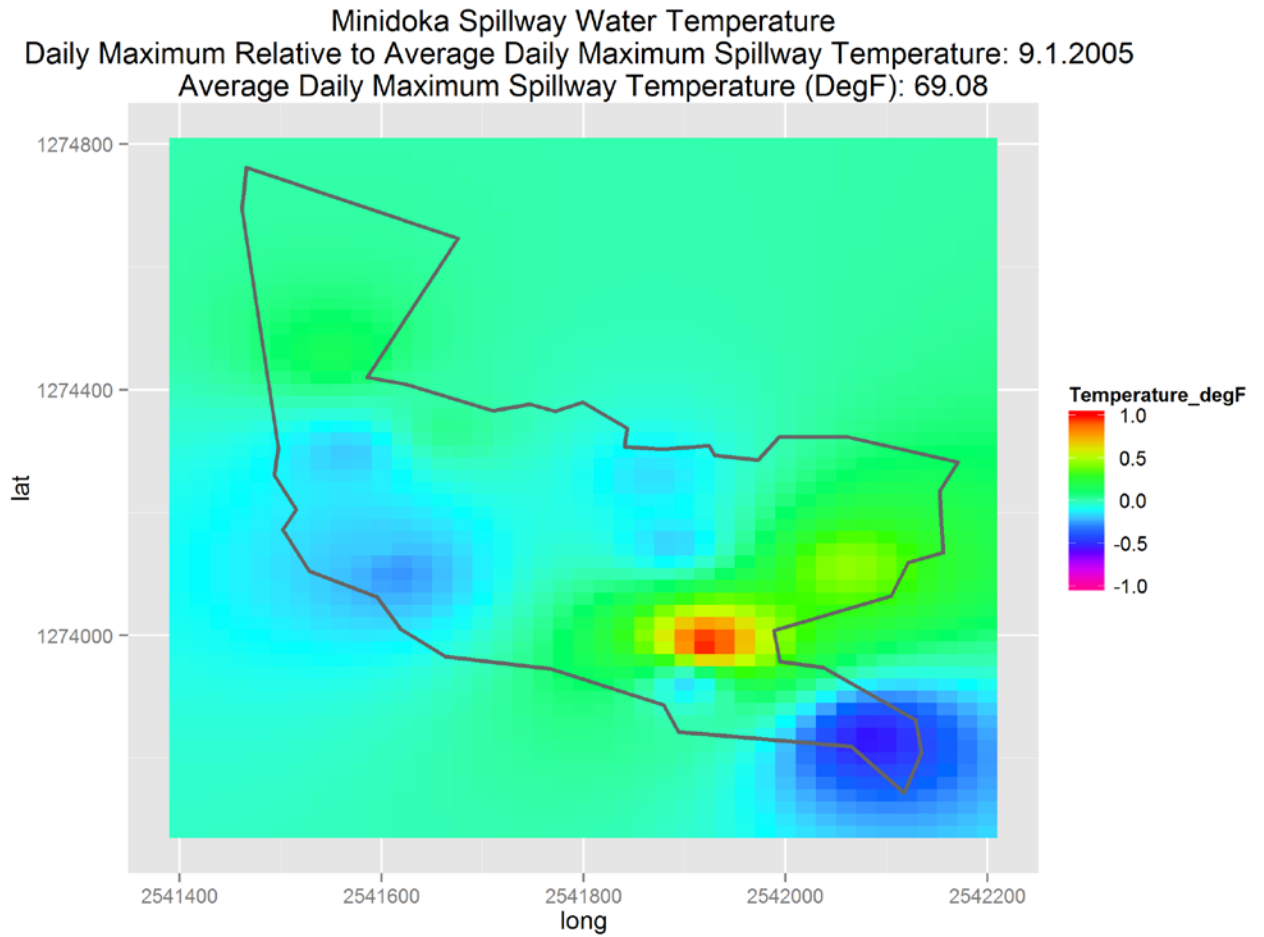 Minidoka Spillway Water Temperature
Daily Maximum Relative to Average Daily Maximum Spillway Temperature: 9.1.2005
Average Daily Maximum Spillway Temperature (DegF): 69.08
1274800
1274400
1274000
lat
2541400 2541600 2541800 2542000 2542200
long
Temperature_degF
1.0
0.5
0.0
-0.5
-1.0